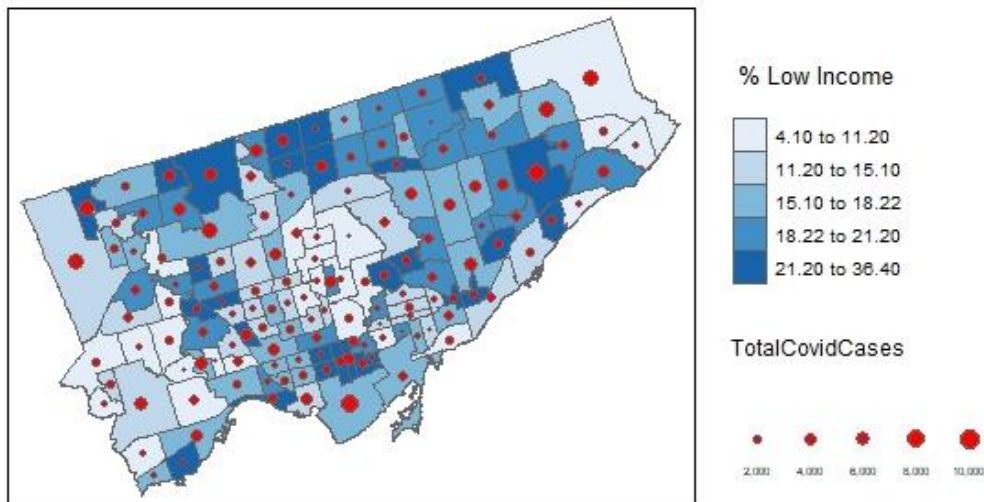 % Low Income
4.10 to 11.20
11.20 to 15.10
15.10 to 18.22
18.22 to 21.20
21.20 to 36.40
TotalCovidCases
2,000 4,000 6,000 8,000 10,000